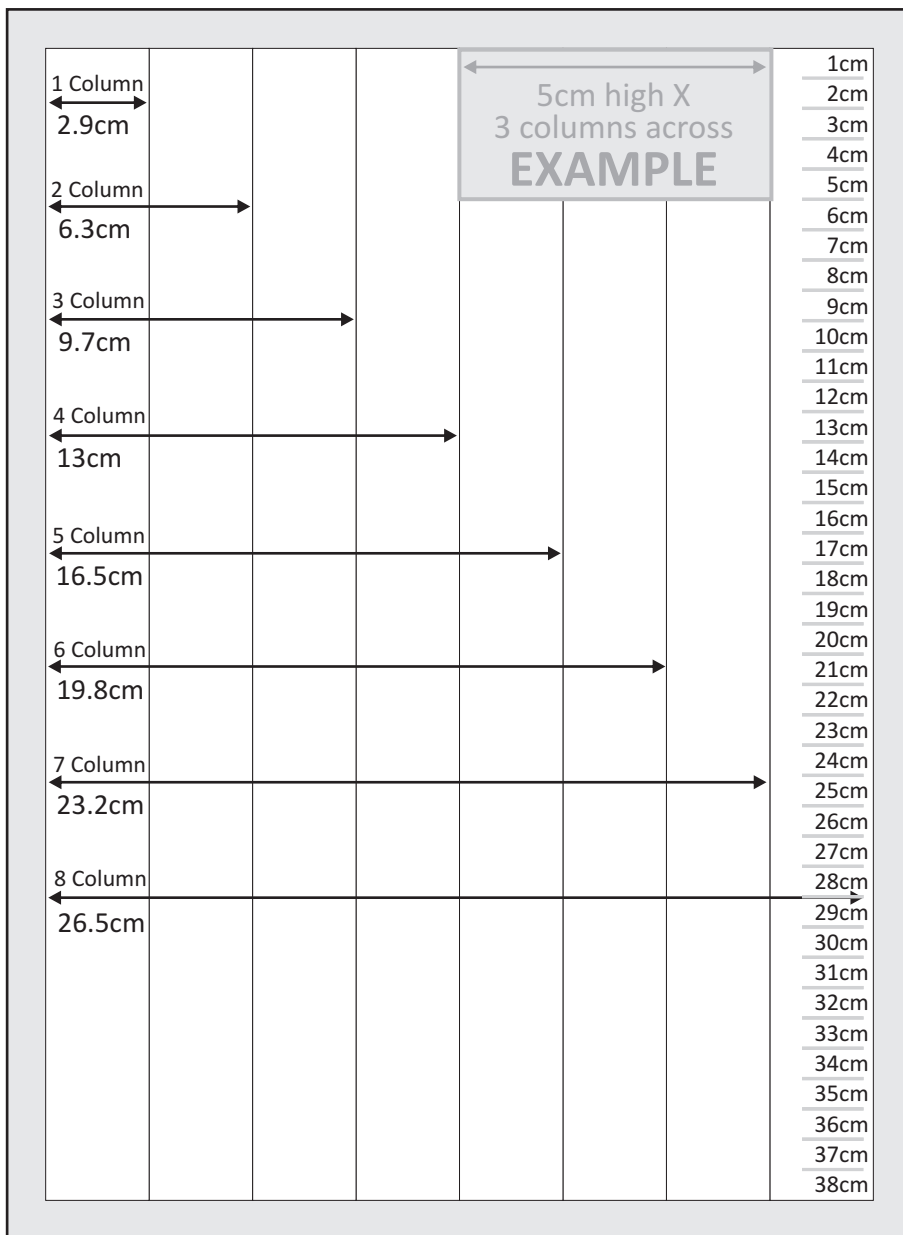 1 Column
2.9cm
2 Column
6.3cm
3 Column
9.7cm
4 Column
13cm
5 Column
16.5cm
6 Column
19.8cm
7 Column
23.2cm
8 Column
26.5cm
5cm high X
3 columns across
EXAMPLE
1cm
2cm
3cm
4cm
5cm
6cm
7cm
8cm
9cm
10cm
11cm
12cm
13cm
14cm
15cm
16cm
17cm
18cm
19cm
20cm
21cm
22cm
23cm
24cm
25cm
26cm
27cm
28cm
29cm
30cm
31cm
32cm
33cm
34cm
35cm
36cm
37cm
38cm